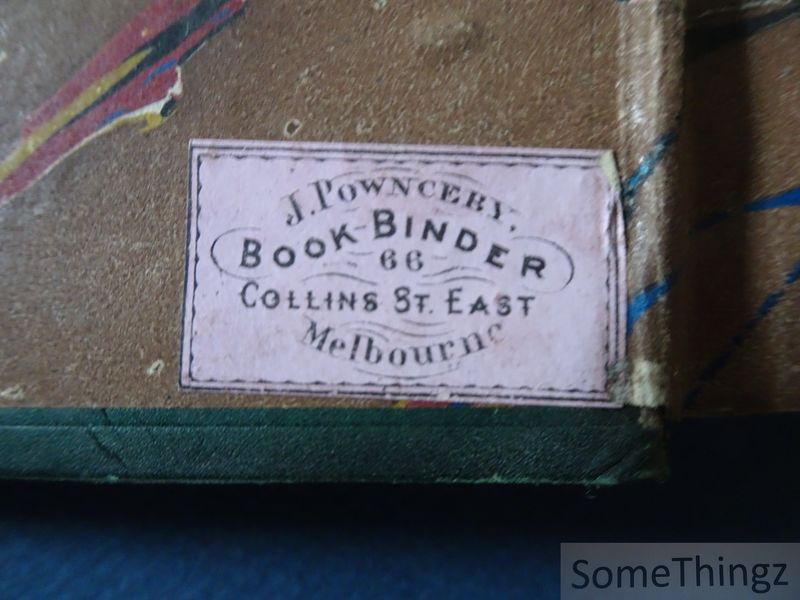 J. POWNCEBY,
BOOK-BINDER
66
COLLINS ST. EAST
Melbourne
SomeThingz